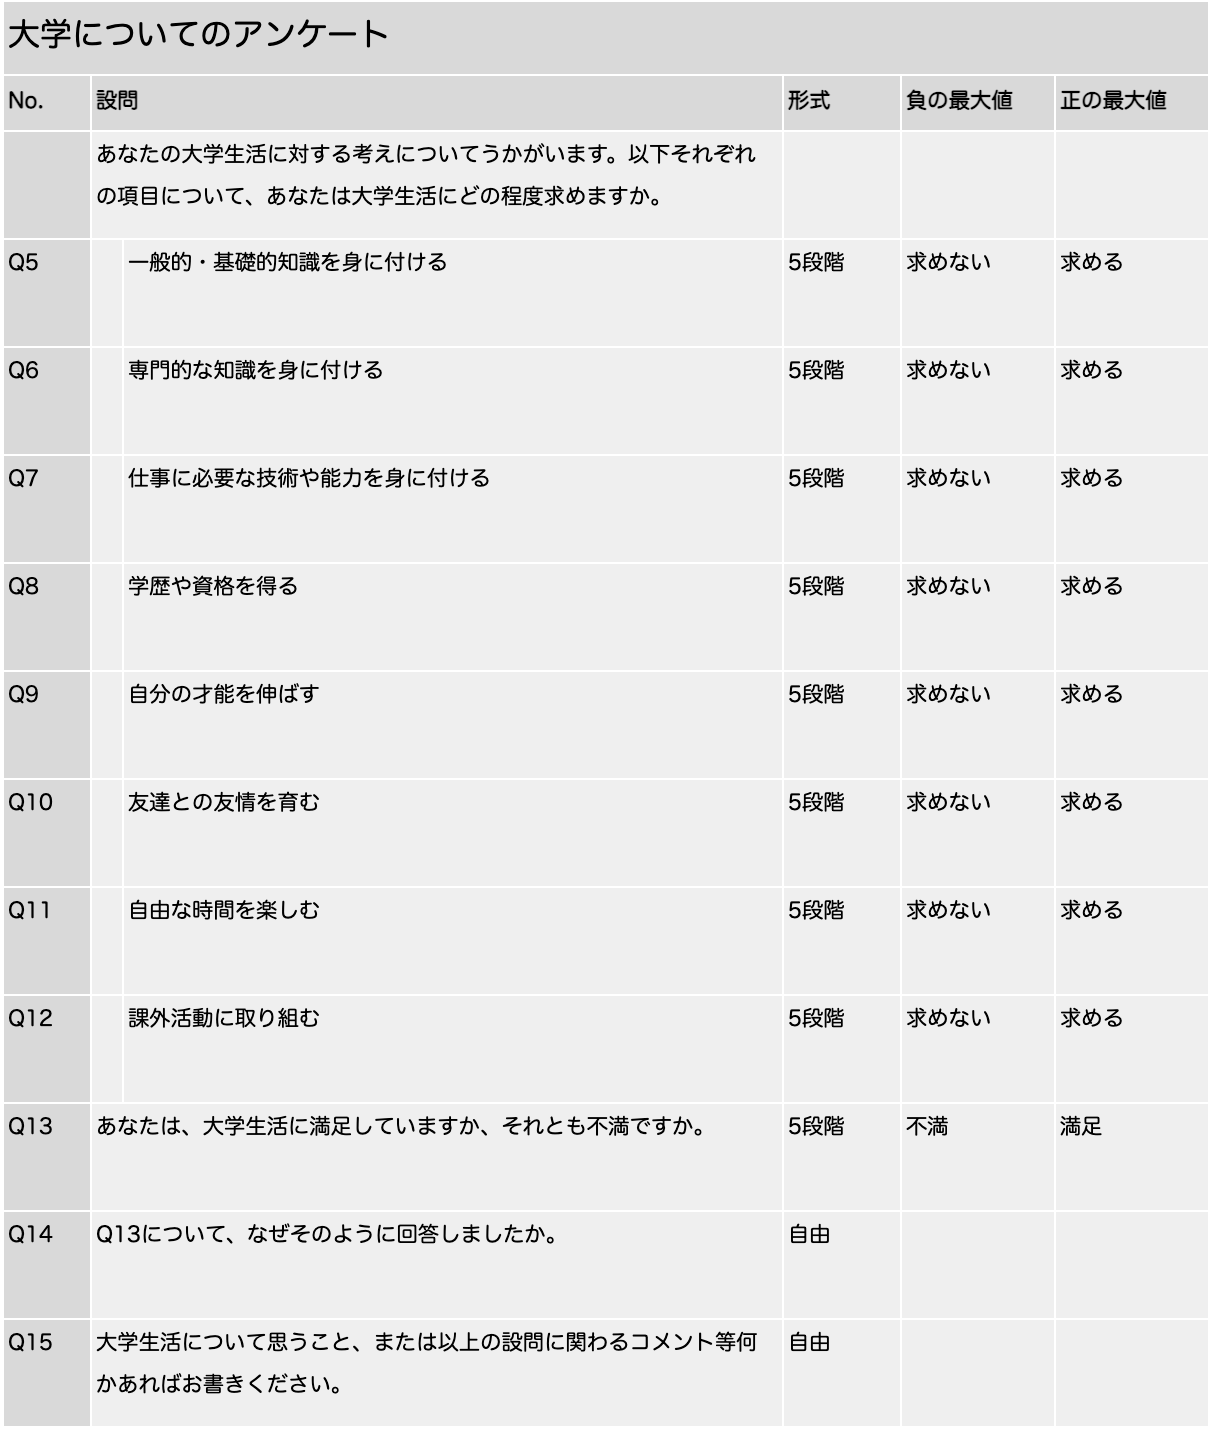 大学についてのアンケート
No. 設問 形式 負の最大値 正の最大値
あなたの大学生活に対する考えについてうかがいます。以下それぞれ
の項目について、あなたは大学生活にどの程度求めますか。
Q5 一般的・基礎的知識を身に付ける 5段階 求めない 求める
Q6 専門的な知識を身に付ける 5段階 求めない 求める
Q7 仕事に必要な技術や能力を身に付ける 5段階 求めない 求める
Q8 学歴や資格を得る 5段階 求めない 求める
Q9 自分の才能を伸ばす 5段階 求めない 求める
Q10 友達との友情を育む 5段階 求めない 求める
Q11 自由な時間を楽しむ 5段階 求めない 求める
Q12 課外活動に取り組む 5段階 求めない 求める
Q13 あなたは、大学生活に満足していますか、それとも不満ですか。 5段階 不満 満足
Q14 Q13について、なぜそのように回答しましたか。 自由
Q15 大学生活について思うこと、または以上の設問に関わるコメント等何 自由
かあればお書きください。